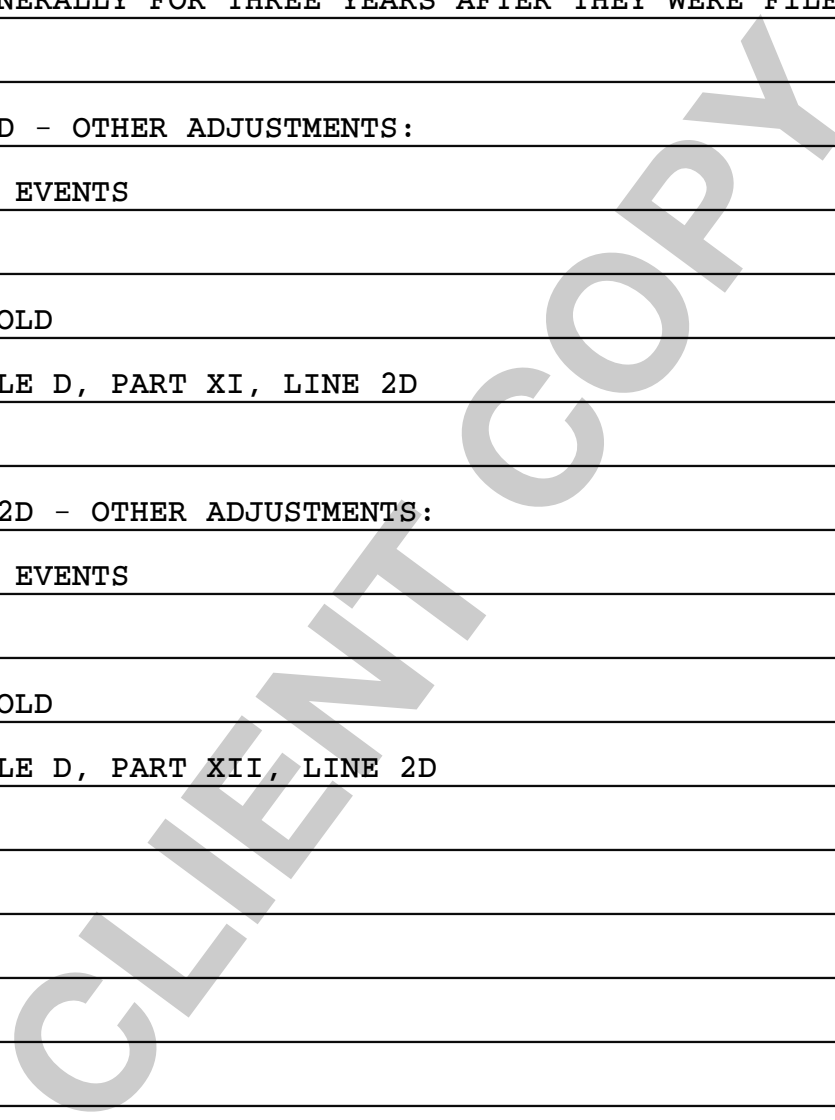 NERALLY FOR THREE YEARS AFTER THEY WERE FILE
D - OTHER ADJUSTMENTS:
EVENTS
OLD
LE D, PART XI, LINE 2D
2D - OTHER ADJUSTMENTS:
EVENTS
OLD
LE D, PART XII, LINE 2D
CLIENT COPY